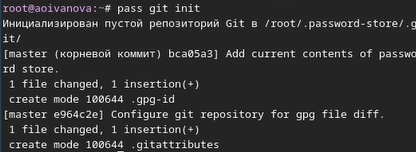 root@aoivanova:~# pass git init
Инициализирован пустой репозиторий Git в /root/.password-store/.g
it/
[master (корневой коммит) bca05a3] Add current contents of passwo
rd store.
1 file changed, 1 insertion(+)
create mode 100644 .gpg-id
[master e964c2e] Configure git repository for gpg file diff.
1 file changed, 1 insertion(+)
create mode 100644 .gitattributes